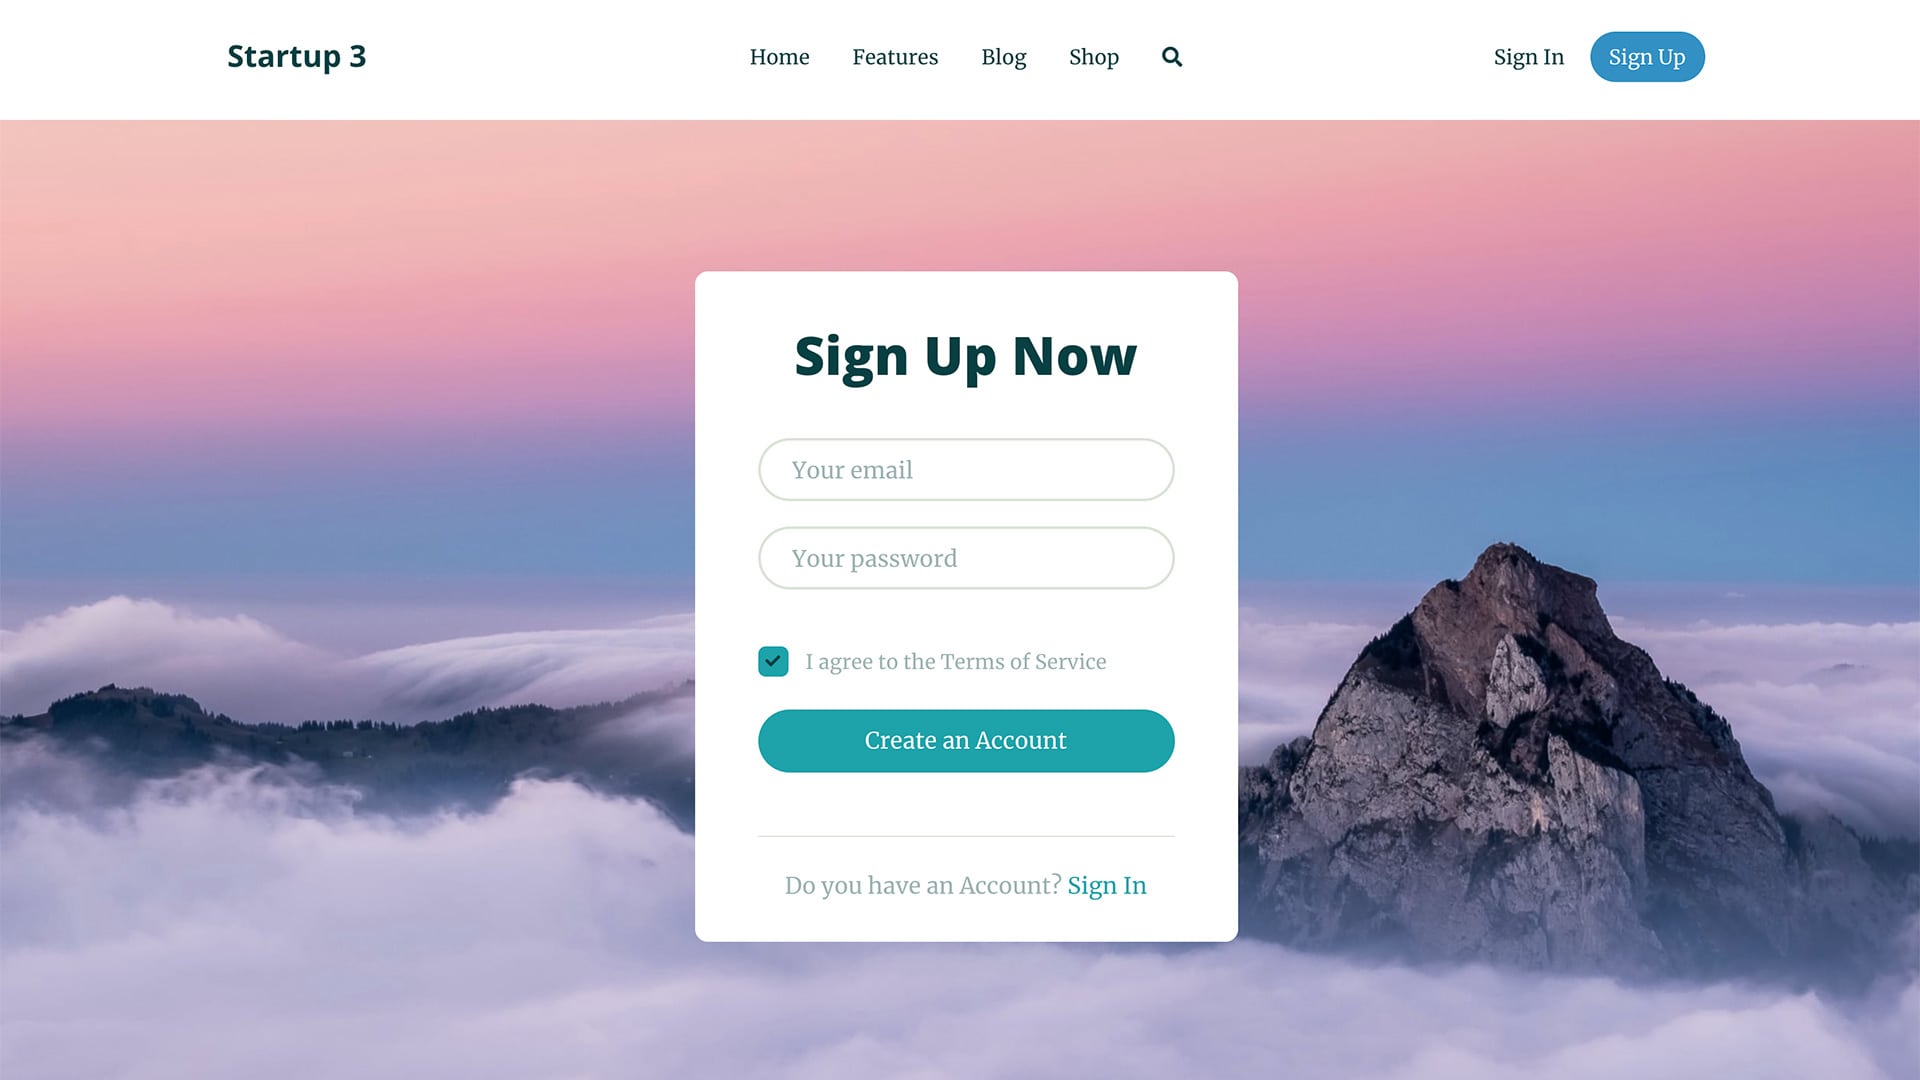 Startup 3
Home Features Blog Shop
Sign In Sign Up
Sign Up Now
Your email
Your password
I agree to the Terms of Service
Create an Account
Do you have an Account? Sign In